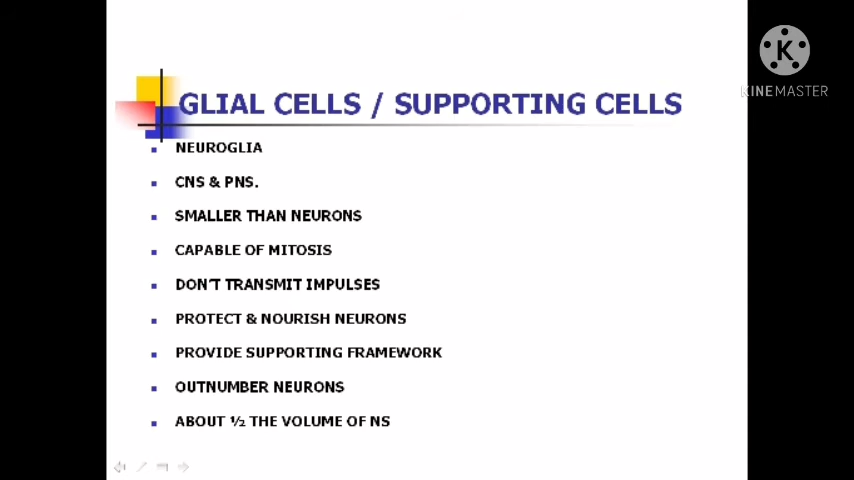 K
KINEMASTER
GLIAL CELLS / SUPPORTING CELLS
NEUROGLIA
CNS & PNS.
SMALLER THAN NEURONS
CAPABLE OF MITOSIS
DON'T TRANSMIT IMPULSES
PROTECT & NOURISH NEURONS
PROVIDE SUPPORTING FRAMEWORK
OUTNUMBER NEURONS
ABOUT ½ THE VOLUME OF NS